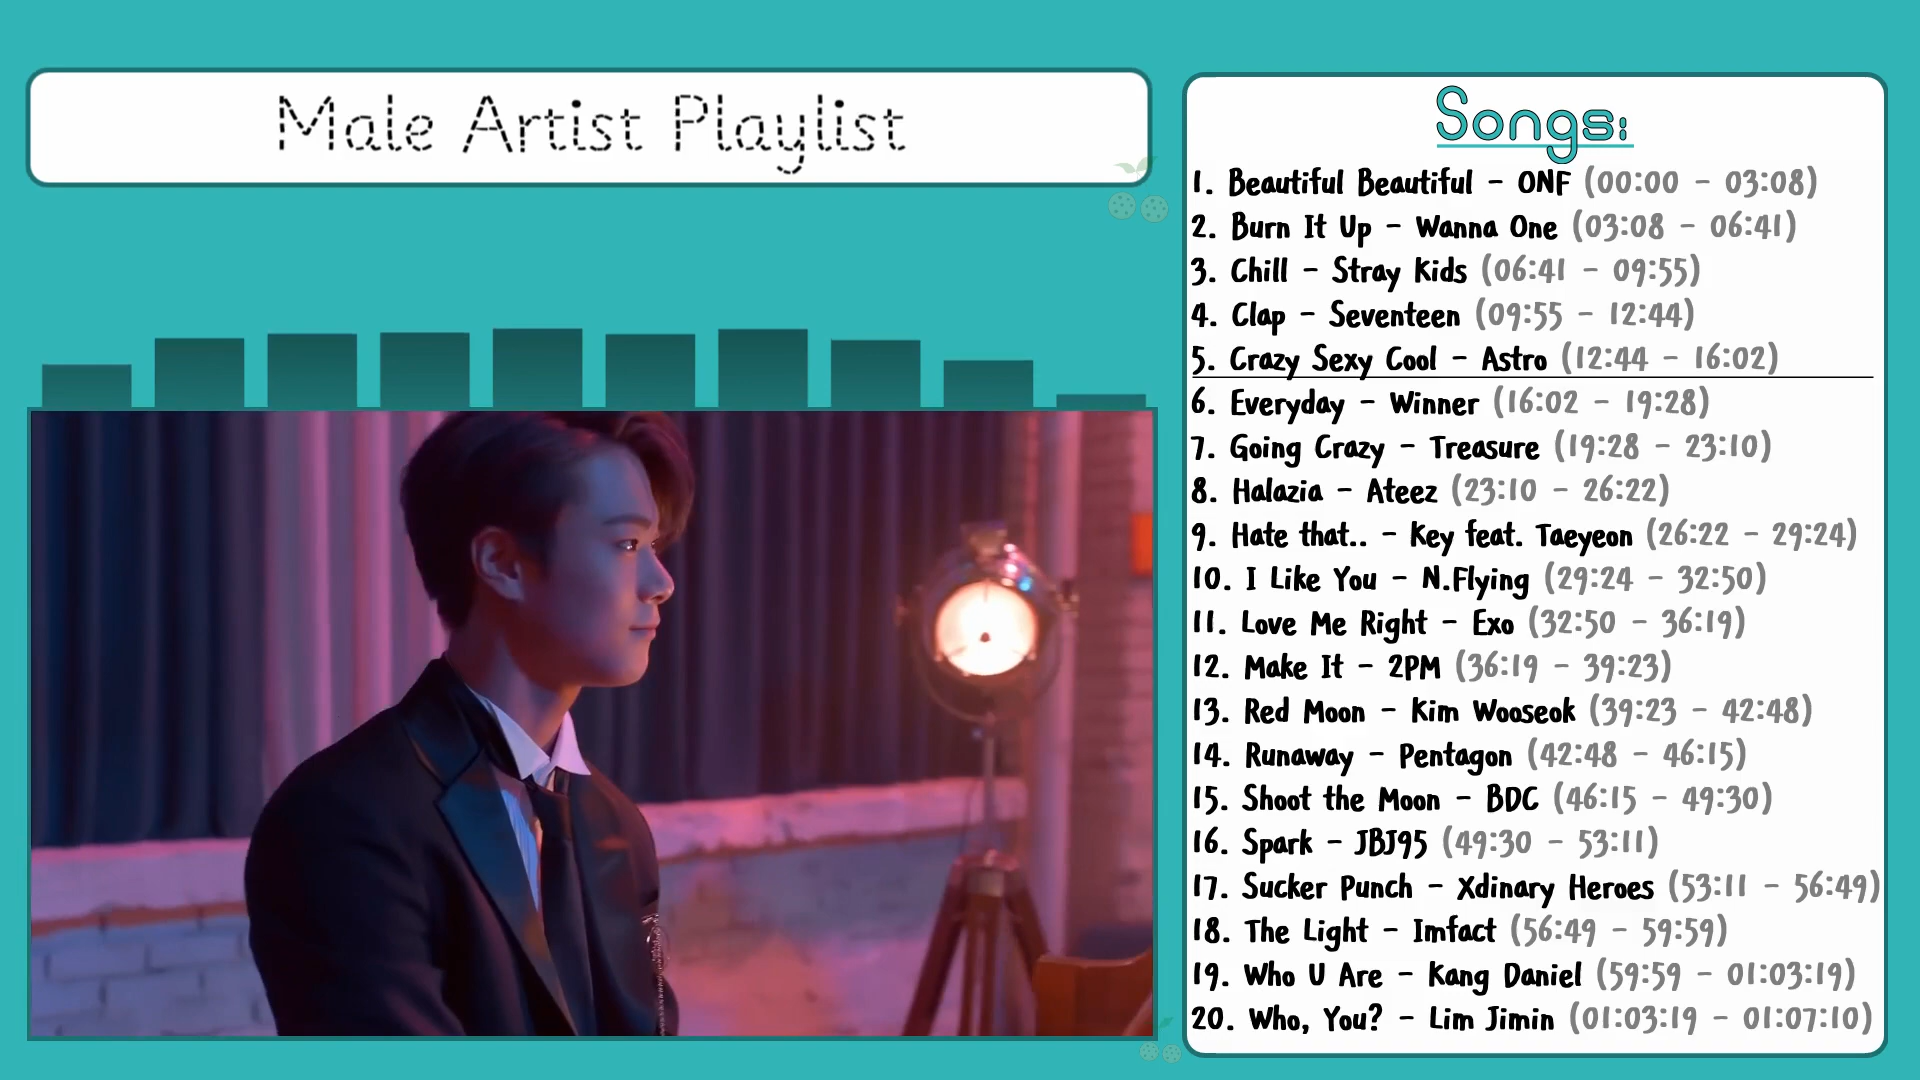 Male Artist Playlist
Songs:
1. Beautiful Beautiful - ONF (00:00 - 03:08)
2. Burn It Up - Wanna One (03:08 - 06:41)
3. Chill - Stray Kids (06:41 - 09:55)
4. Clap - Seventeen (09:55 - 12:44)
5. Crazy Sexy Cool - Astro (12:44 - 16:02)
6. Everyday - Winner (16:02 - 19:28)
7. Going Crazy - Treasure (19:28 - 23:10)
8. Halazia - Ateez (23:10 - 26:22)
9. Hate that.. - Key feat. Taeyeon (26:22 - 29:24)
10. I Like You - N.Flying (29:24 - 32:50)
11. Love Me Right - Exo (32:50 - 36:19)
12. Make It - 2PM (36:19 - 39:23)
13. Red Moon - Kim Wooseok (39:23 - 42:48)
14. Runaway - Pentagon (42:48 - 46:15)
15. Shoot the Moon - BDC (46:15 - 49:30)
16. Spark - JBJ95 (49:30 - 53:11)
17. Sucker Punch - Xdinary Heroes (53:11 - 56:49)
18. The Light - Imfact (56:49 - 59:59)
19. Who U Are - Kang Daniel (59:59 - 01:03:19)
20. Who, You? - Lim Jimin (01:03:19 - 01:07:10)